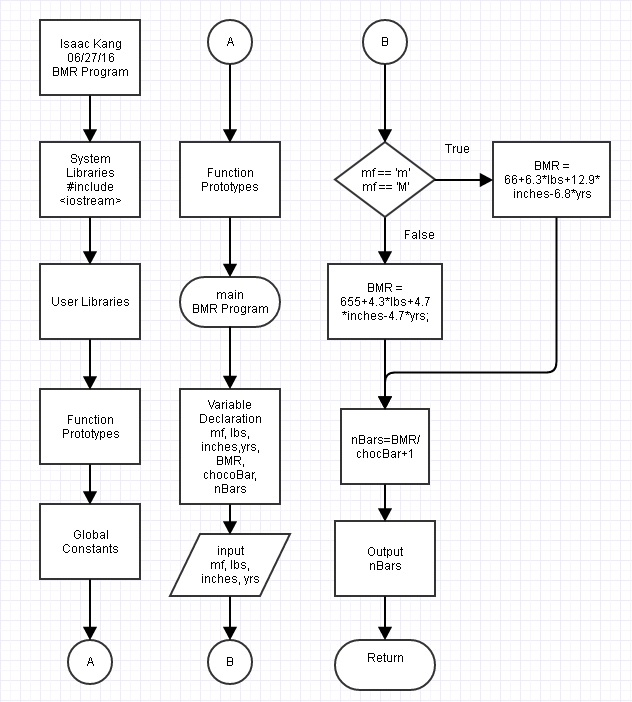 Isaac Kang
06/27/16
BMR Program
System
Libraries
#include
<iostream>
User Libraries
Function
Prototypes
Global
Constants
A
A
Function
Prototypes
main
BMR Program
Variable
Declaration
mf, lbs,
inches,yrs,
BMR,
chocoBar,
nBars
input
mf, lbs,
inches, yrs
B
B
mf == 'm'
mf == 'M'
True
BMR =
66+6.3*lbs+12.9*
inches-6.8*yrs
False
BMR =
655+4.3*lbs+4.7
*inches-4.7*yrs;
nBars=BMR/
chocBar+1
Output
nBars
Return